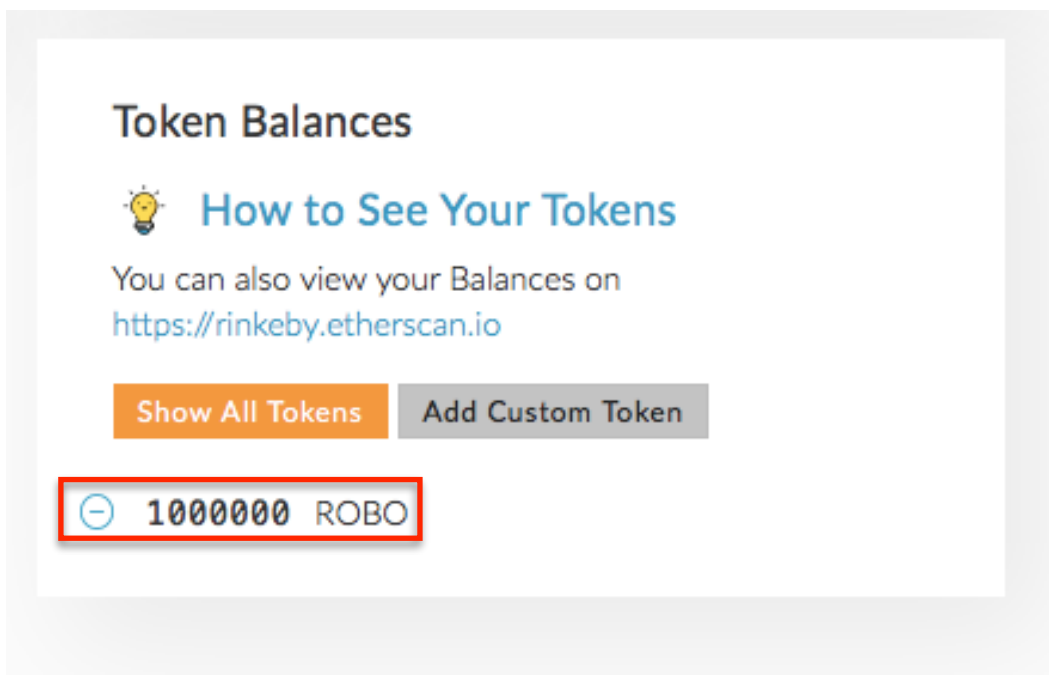 Token Balances
How to See Your Tokens
You can also view your Balances on
https://rinkeby.etherscan.io
Show All Tokens Add Custom Token
1000000 ROBO